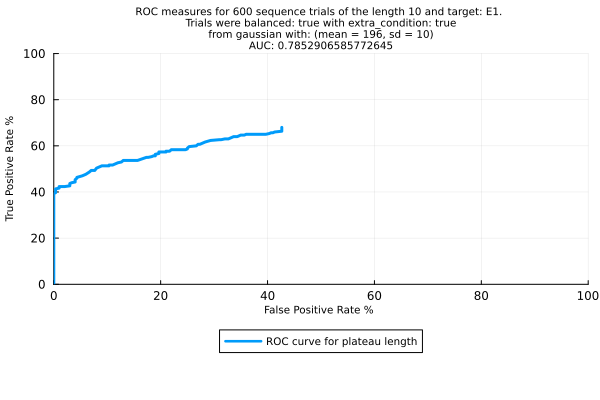 ROC measures for 600 sequence trials of the length 10 and target: E1.
Trials were balanced: true with extra_condition: true
from gaussian with: (mean = 196, sd = 10)
AUC: 0.7852906585772645
100
80
60
40
20
0
True Positive Rate %
0 20 40 60 80 100
False Positive Rate %
ROC curve for plateau length